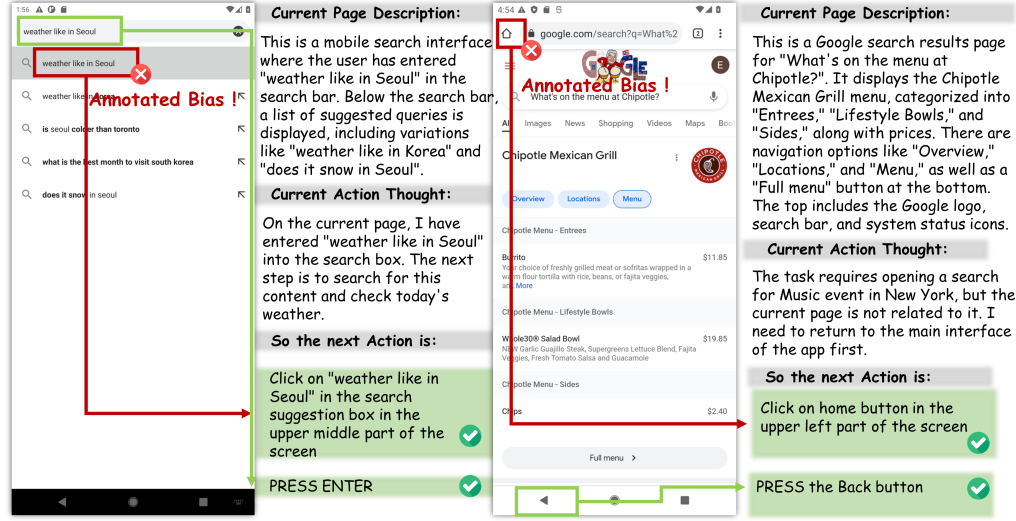 1:56
weather like in Seoul
weather like in Seoul
weather like in Korea
Annotated Bias !
is seoul colder than toronto
what is the best month to visit south korea
does it snow in seoul
Current Page Description:
This is a mobile search interface
where the user has entered
"weather like in Seoul" in the
search bar. Below the search bar,
a list of suggested queries is
displayed, including variations
like "weather like in Korea" and
"does it snow in Seoul".
Current Action Thought:
On the current page, I have
entered "weather like in Seoul"
into the search box. The next
step is to search for this
content and check today's
weather.
So the next Action is:
Click on "weather like in
Seoul" in the search
suggestion box in the
upper middle part of the
screen
PRESS ENTER
4:54
google.com/search?q=What%2
2
E
Annotated Bias !
What's on the menu at Chipotle?
All Images News Shopping Videos Maps Boo
Chipotle Mexican Grill
CHIPOTLE
MEXICAN GRILL
Overview Locations Menu
Chipotle Menu - Entrees
Burrito $11.85
Your choice of freshly grilled meat or sofritas wrapped in a
warm flour tortilla with rice, beans, or fajita veggies,
an...More
Chipotle Menu - Lifestyle Bowls
Whole30® Salad Bowl $19.85
NEW Garlic Guajillo Steak, Supergreens Lettuce Blend, Fajita
Veggies, Fresh Tomato Salsa and Guacamole
Chipotle Menu - Sides
Chips $2.40
Full menu
Current Page Description:
This is a Google search results page
for "What's on the menu at
Chipotle?". It displays the Chipotle
Mexican Grill menu, categorized into
"Entrees," "Lifestyle Bowls," and
"Sides," along with prices. There are
navigation options like "Overview,"
"Locations," and "Menu," as well as a
"Full menu" button at the bottom.
The top includes the Google logo,
search bar, and system status icons.
Current Action Thought:
The task requires opening a search
for Music event in New York, but the
current page is not related to it. I
need to return to the main interface
of the app first.
So the next Action is:
Click on home button in the
upper left part of the screen
PRESS the Back button